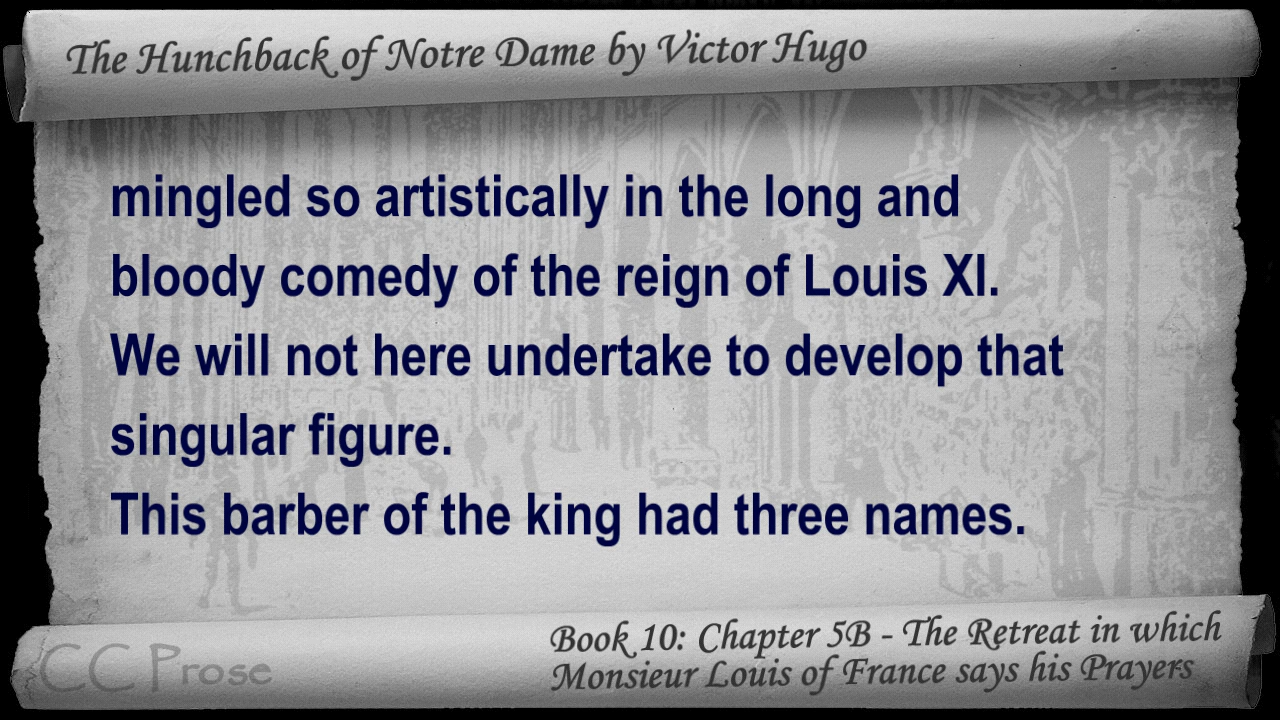 The Hunchback of Notre Dame by Victor Hugo
mingled so artistically in the long and
bloody comedy of the reign of Louis XI.
We will not here undertake to develop that
singular figure.
This barber of the king had three names.
CC Prose
Book 10: Chapter 5B - The Retreat in which
Monsieur Louis of France says his Prayers